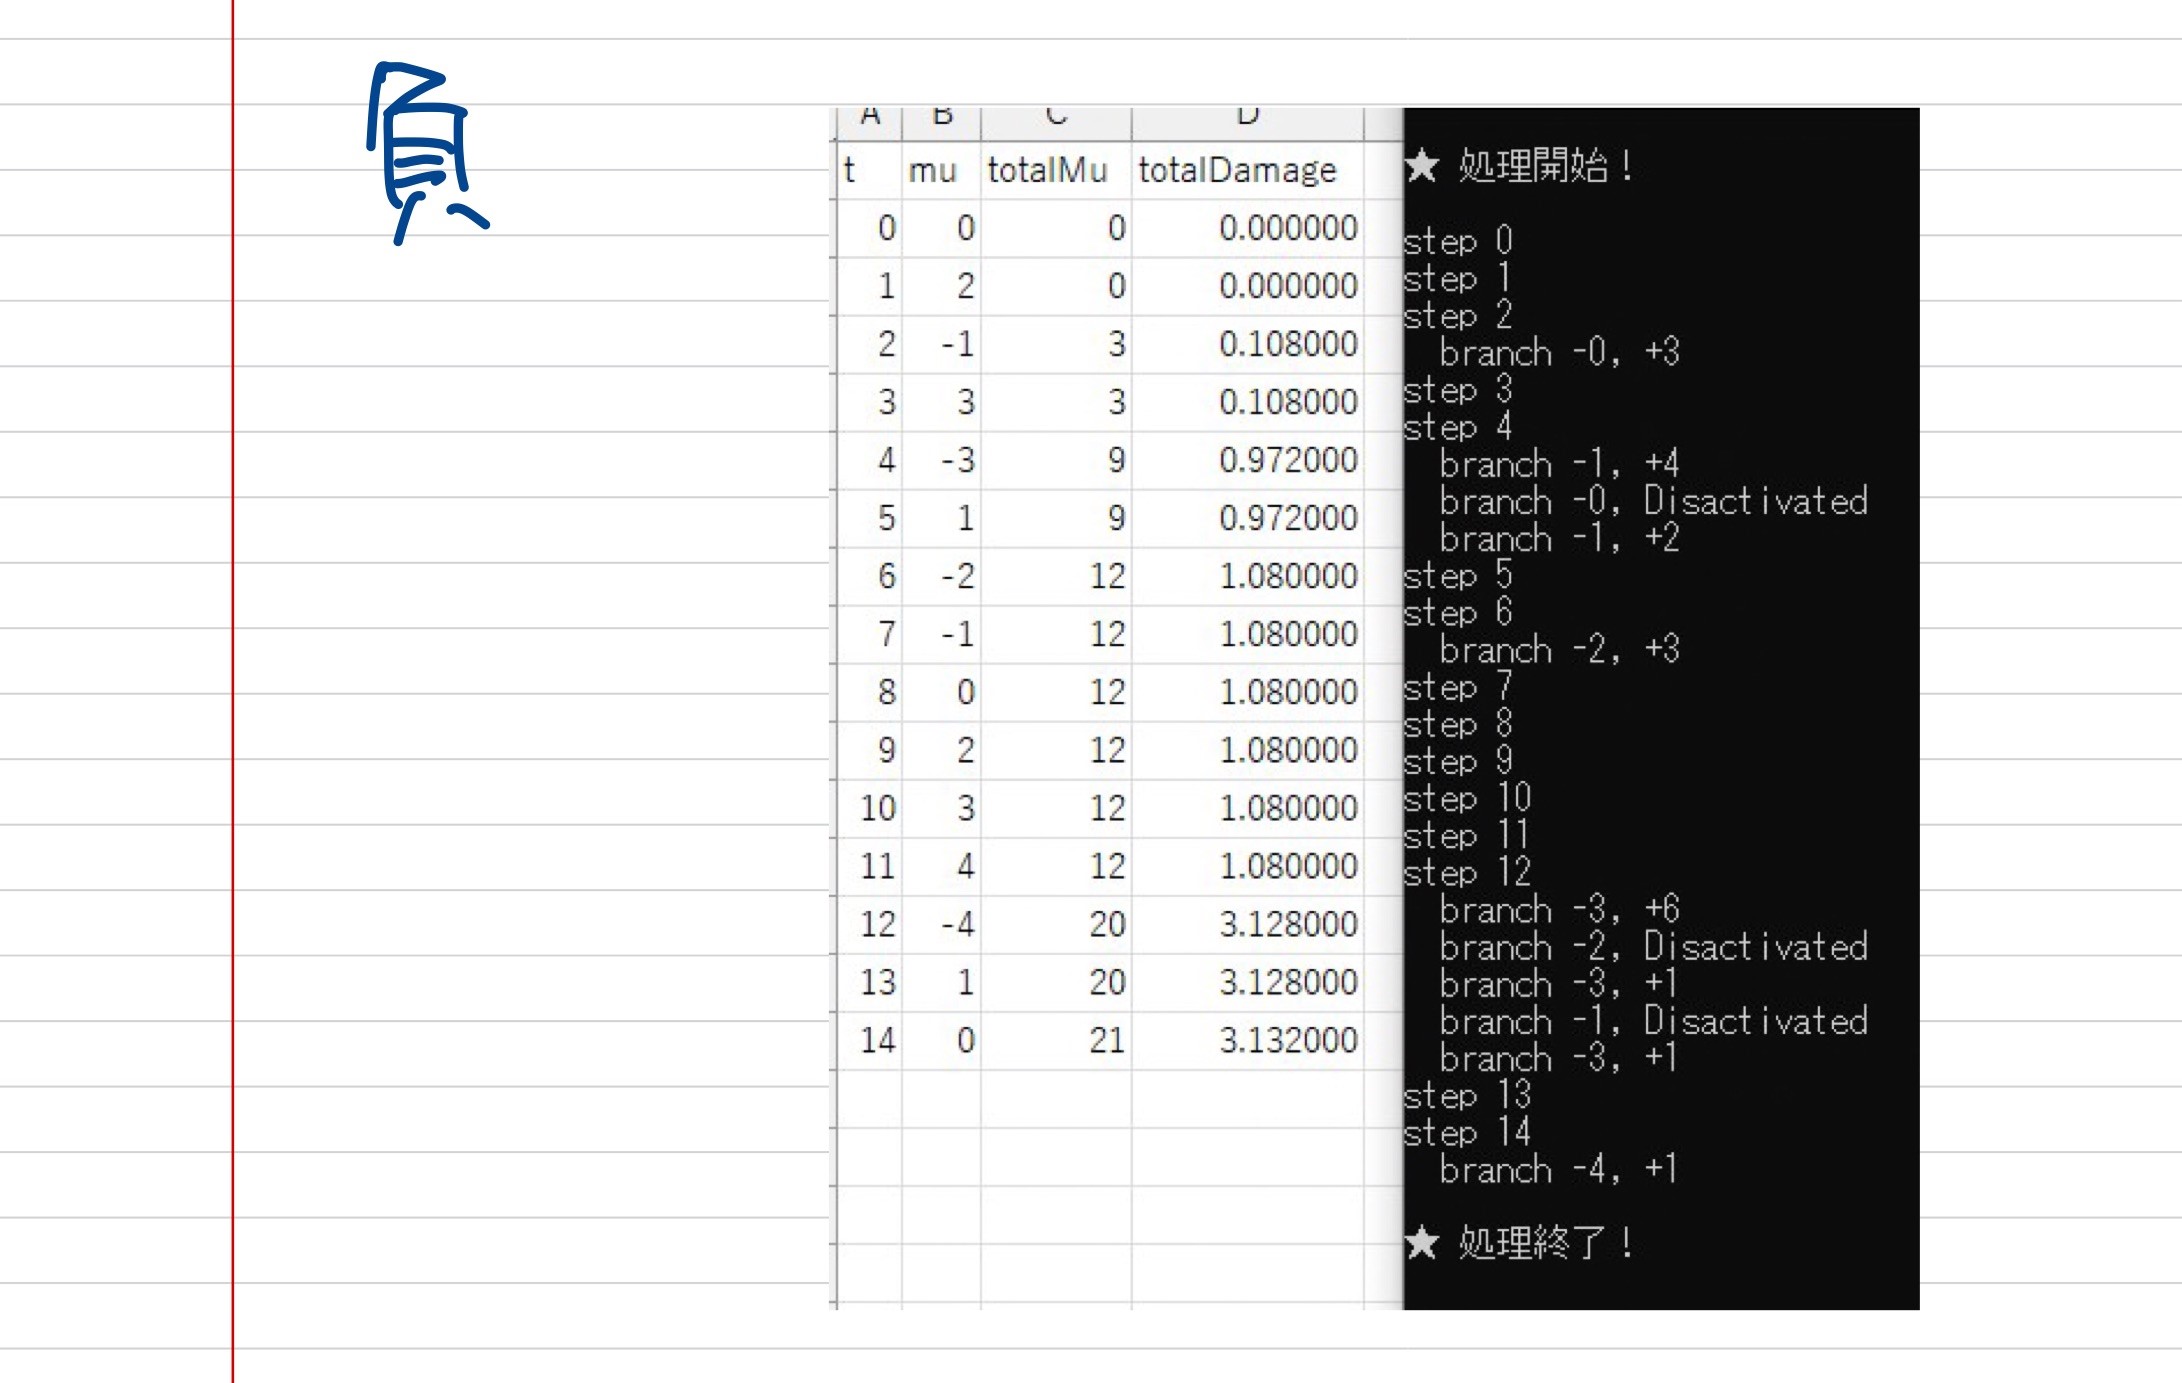 負
A B C D
t mu totalMu totalDamage
0 0 0 0.000000
1 2 0 0.000000
2 -1 3 0.108000
3 3 3 0.108000
4 -3 9 0.972000
5 1 9 0.972000
6 -2 12 1.080000
7 -1 12 1.080000
8 0 12 1.080000
9 2 12 1.080000
10 3 12 1.080000
11 4 12 1.080000
12 -4 20 3.128000
13 1 20 3.128000
14 0 21 3.132000
★ 処理開始！
step 0
step 1
step 2
branch -0, +3
step 3
step 4
branch -1, +4
branch -0, Disactivated
branch -1, +2
step 5
step 6
branch -2, +3
step 7
step 8
step 9
step 10
step 11
step 12
branch -3, +6
branch -2, Disactivated
branch -3, +1
branch -1, Disactivated
branch -3, +1
step 13
step 14
branch -4, +1
★ 処理終了！